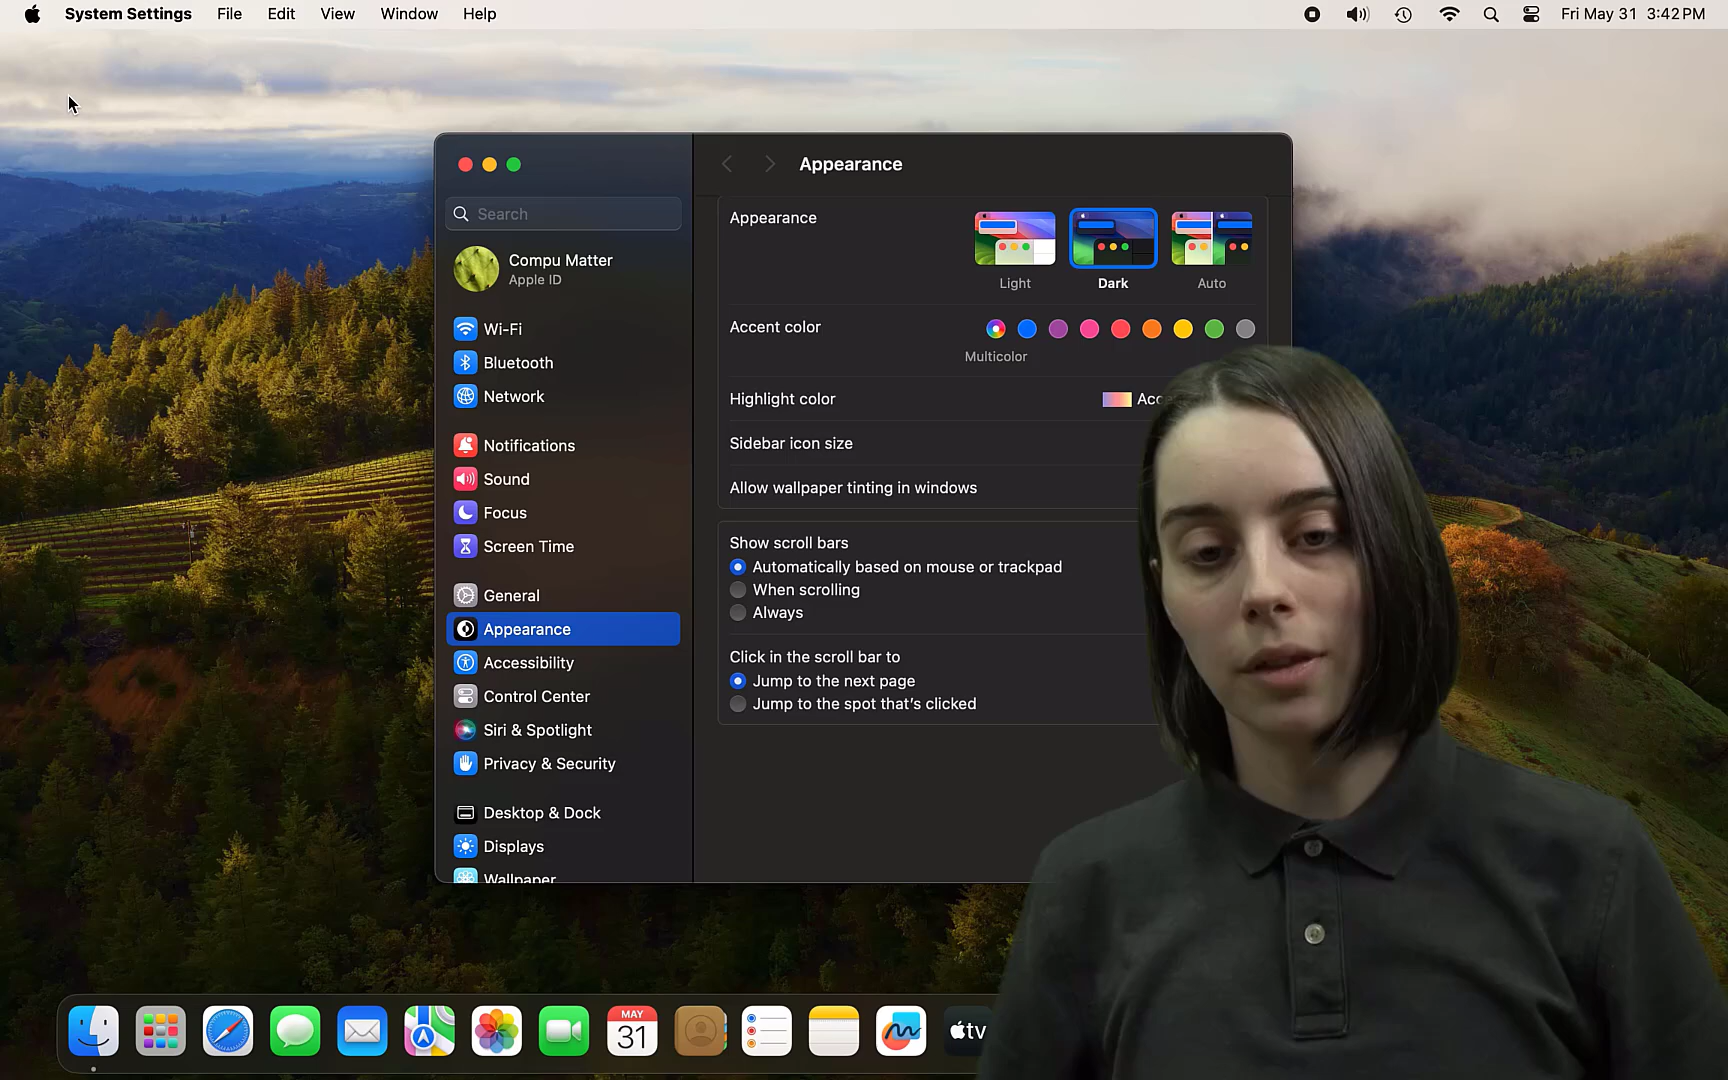 System Settings File Edit View Window Help Fri May 31 3:42 PM
Appearance
Search
Compu Matter
Apple ID
Wi-Fi
Bluetooth
Network
Notifications
Sound
Focus
Screen Time
General
Appearance
Accessibility
Control Center
Siri & Spotlight
Privacy & Security
Desktop & Dock
Displays
Wallpaper
Appearance
Light Dark Auto
Accent color
Multicolor
Highlight color
Sidebar icon size
Allow wallpaper tinting in windows
Show scroll bars
Automatically based on mouse or trackpad
When scrolling
Always
Click in the scroll bar to
Jump to the next page
Jump to the spot that's clicked
MAY
31
tv